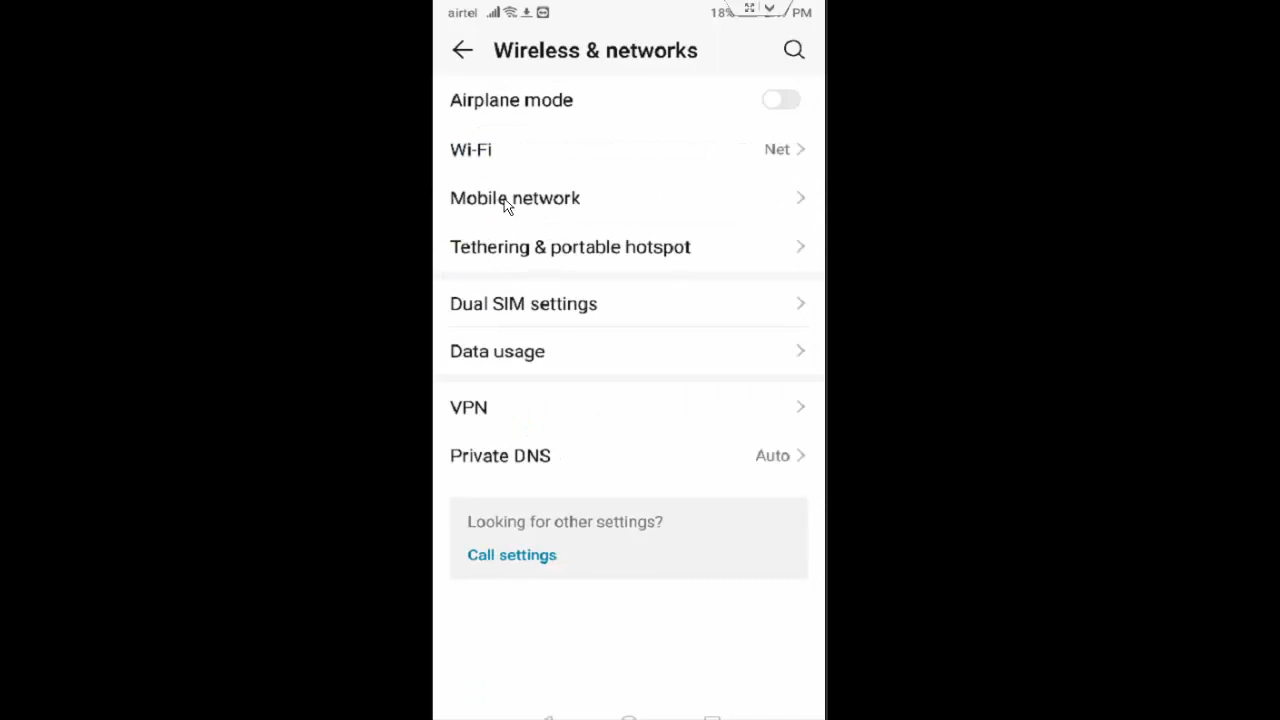 airtel 18% PM
Wireless & networks
Airplane mode
Wi-Fi Net
Mobile network
Tethering & portable hotspot
Dual SIM settings
Data usage
VPN
Private DNS Auto
Looking for other settings?
Call settings